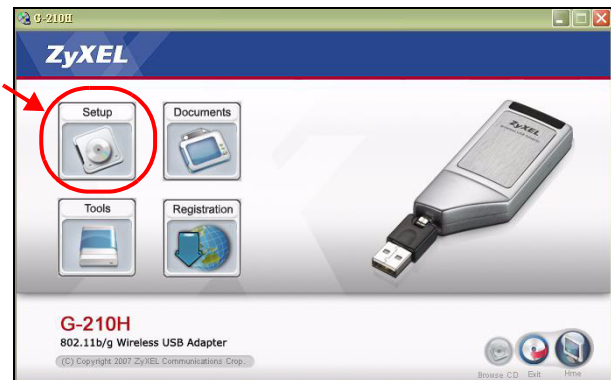 G-210H
ZyXEL
Setup
Documents
Tools
Registration
ZyXEL
G-210H
802.11b/g Wireless USB Adapter
(C) Copyright 2007 ZyXEL Communications Crop.
Browse CD
Exit
Hme